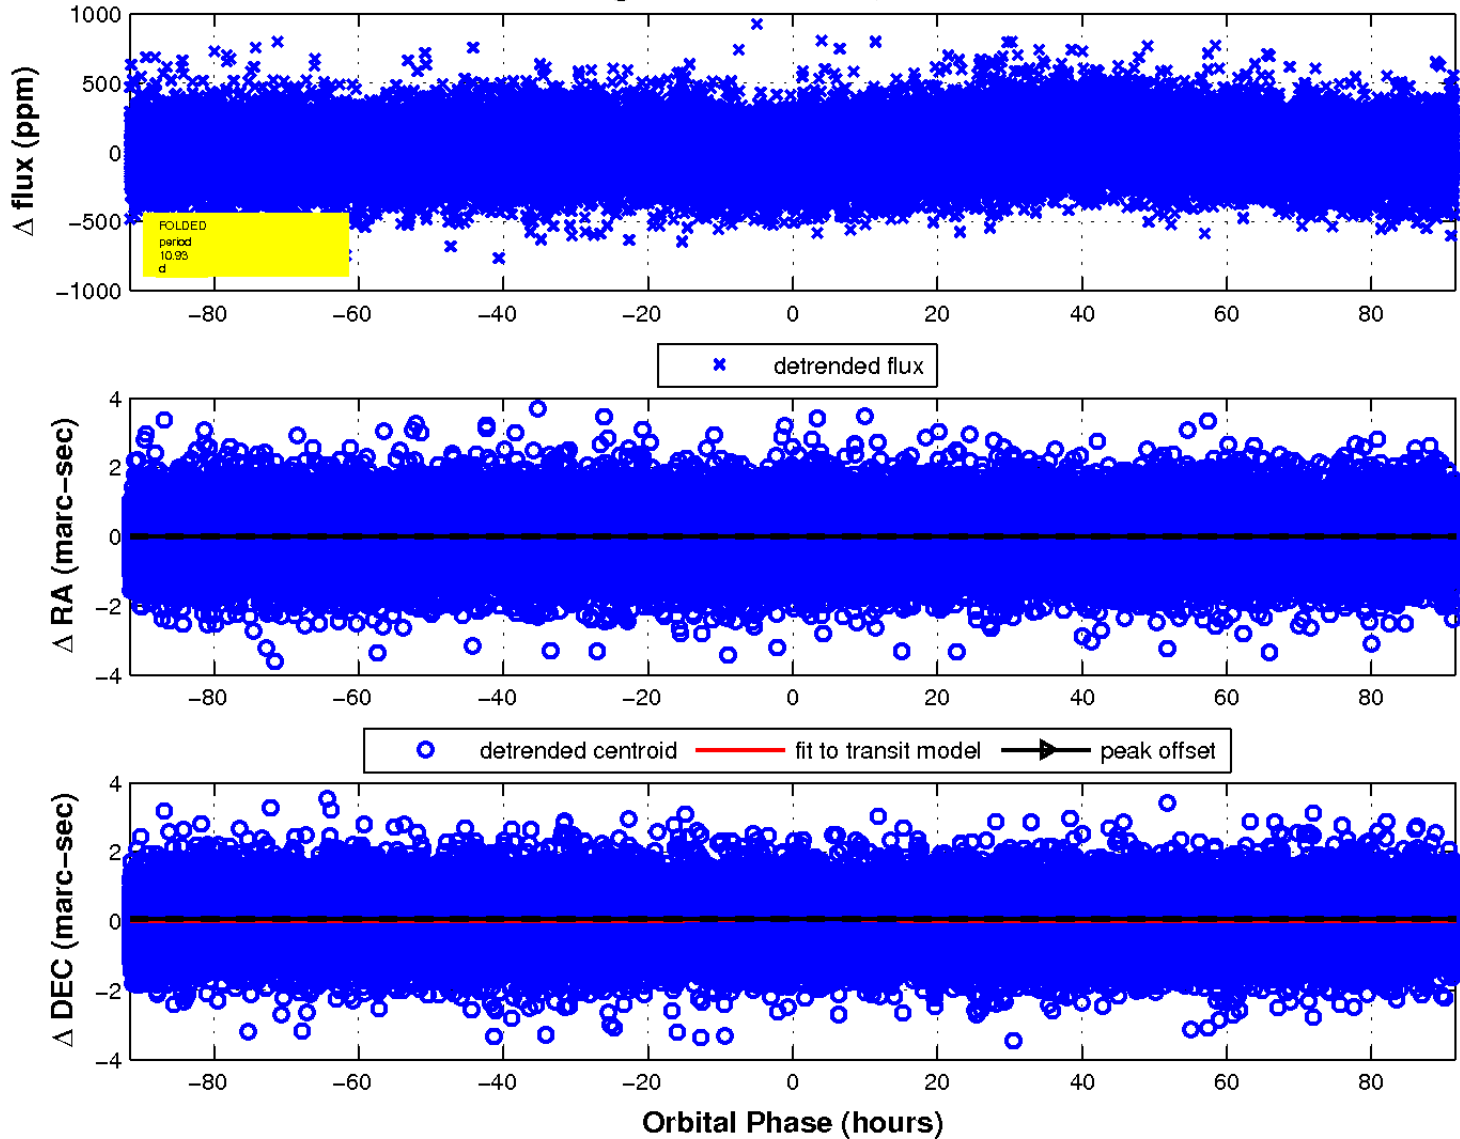 1000
500
0
−500
−1000
Δ flux (ppm)
FOLDED
period
10.93
d
−80 −60 −40 −20 0 20 40 60 80
detrended flux
4
2
0
−2
−4
Δ RA (marc−sec)
−80 −60 −40 −20 0 20 40 60 80
detrended centroid fit to transit model peak offset
4
2
0
−2
−4
Δ DEC (marc−sec)
−80 −60 −40 −20 0 20 40 60 80
Orbital Phase (hours)